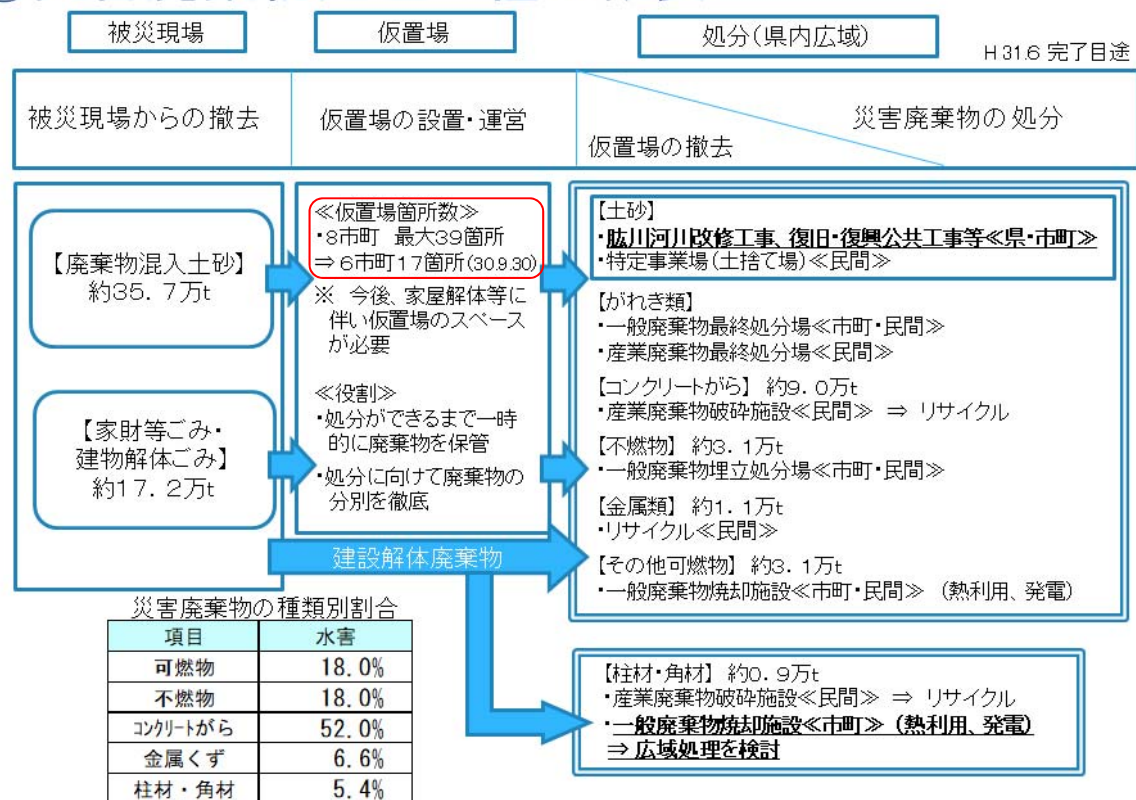 被災現場
仮置場
処分(県内広域)
H31.6 完了目途
被災現場からの撤去
仮置場の設置・運営
災害廃棄物の処分
仮置場の撤去
【廃棄物混入土砂】
約35.7万t
【家財等ごみ・
建物解体ごみ】
約17.2万t
≪仮置場箇所数≫
・8市町 最大39箇所
⇒6市町17箇所(30.9.30)
※ 今後、家屋解体等に
伴い仮置場のスペース
が必要
≪役割≫
・処分ができるまで一時
的に廃棄物を保管
・処分に向けて廃棄物の
分別を徹底
建設解体廃棄物
【土砂】
・肱川河川改修工事、復旧・復興公共工事等≪県・市町≫
・特定事業場(土捨て場)≪民間≫
【がれき類】
・一般廃棄物最終処分場≪市町・民間≫
・産業廃棄物最終処分場≪民間≫
【コンクリートがら】 約9.0万t
・産業廃棄物破砕施設≪民間≫ ⇒ リサイクル
【不燃物】 約3.1万t
・一般廃棄物埋立処分場≪市町・民間≫
【金属類】 約1.1万t
・リサイクル≪民間≫
【その他可燃物】 約3.1万t
・一般廃棄物焼却施設≪市町・民間≫ (熱利用、発電)
【柱材・角材】 約0.9万t
・産業廃棄物破砕施設≪民間≫ ⇒ リサイクル
・一般廃棄物焼却施設≪市町≫ (熱利用、発電)
⇒ 広域処理を検討
災害廃棄物の種類別割合
項目 水害
可燃物 18.0%
不燃物 18.0%
コンクリートがら 52.0%
金属くず 6.6%
柱材・角材 5.4%